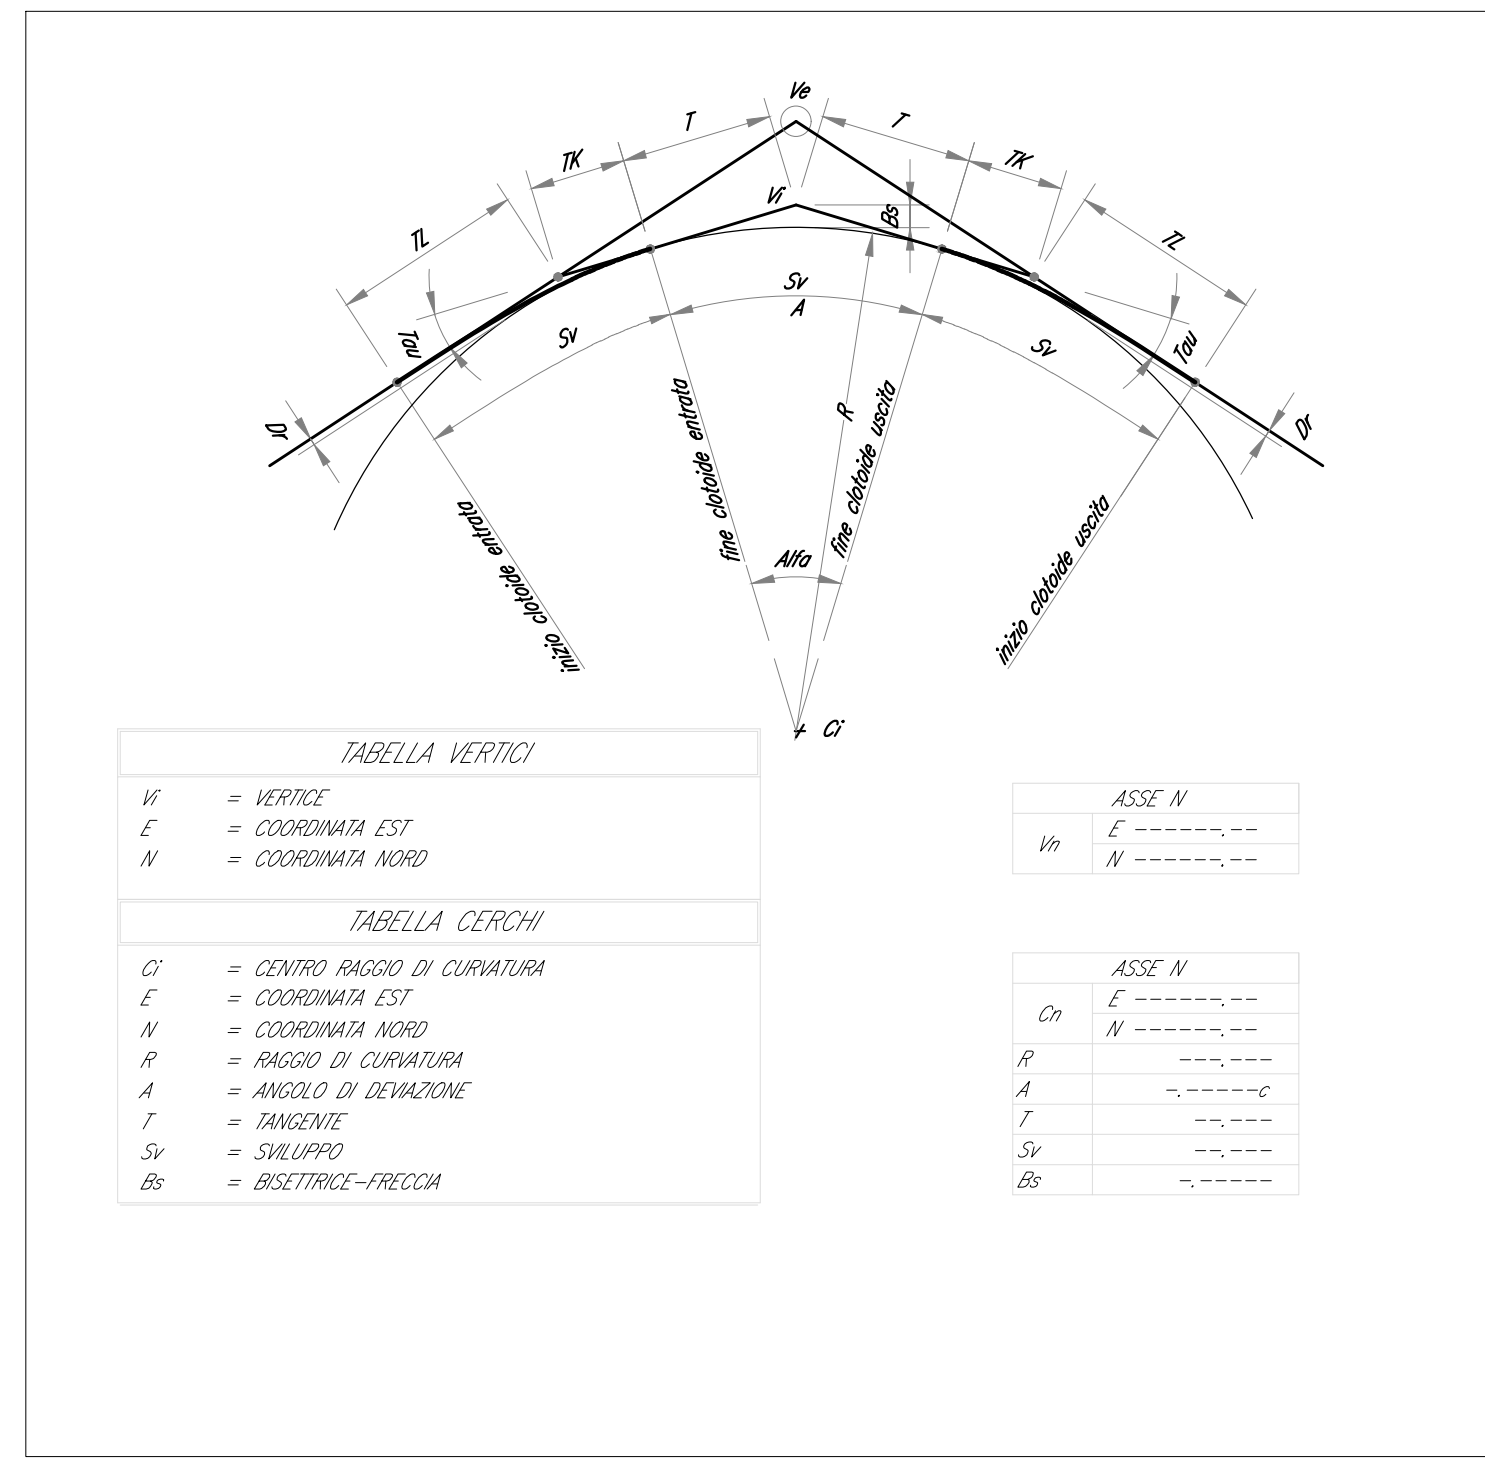 Ve
T
T
TK
TK
Vi
Bs
TL
TL
Sv
A
Sv
Sv
Tau
Tau
R
Dr
Dr
fine clotoide entrata
fine clotoide uscita
inizio clotoide entrata
inizio clotoide uscita
Alfa
Ci
TABELLA VERTICI
Vi = VERTICE
E = COORDINATA EST
N = COORDINATA NORD
TABELLA CERCHI
Ci = CENTRO RAGGIO DI CURVATURA
E = COORDINATA EST
N = COORDINATA NORD
R = RAGGIO DI CURVATURA
A = ANGOLO DI DEVIAZIONE
T = TANGENTE
Sv = SVILUPPO
Bs = BISETTRICE-FRECCIA
ASSE N
Vn
E ------.--
N ------.--
ASSE N
Cn
E ------.--
N ------.--
R ---.---
A -.-----c
T --.---
Sv --.---
Bs -.-----